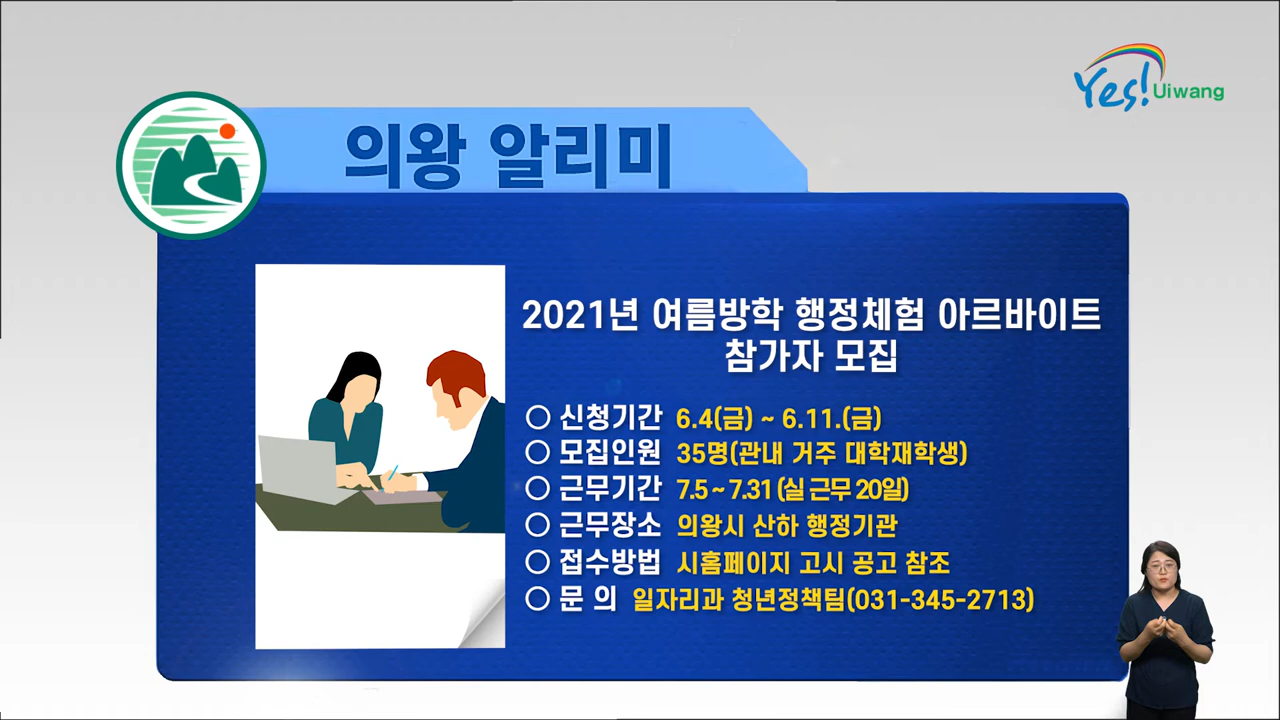 Yes! Uiwang
의왕 알리미
2021년 여름방학 행정체험 아르바이트
참가자 모집
○ 신청기간 6.4(금) ~ 6.11.(금)
○ 모집인원 35명(관내 거주 대학재학생)
○ 근무기간 7.5 ~ 7.31 (실 근무 20일)
○ 근무장소 의왕시 산하 행정기관
○ 접수방법 시홈페이지 고시 공고 참조
○ 문 의 일자리과 청년정책팀(031-345-2713)